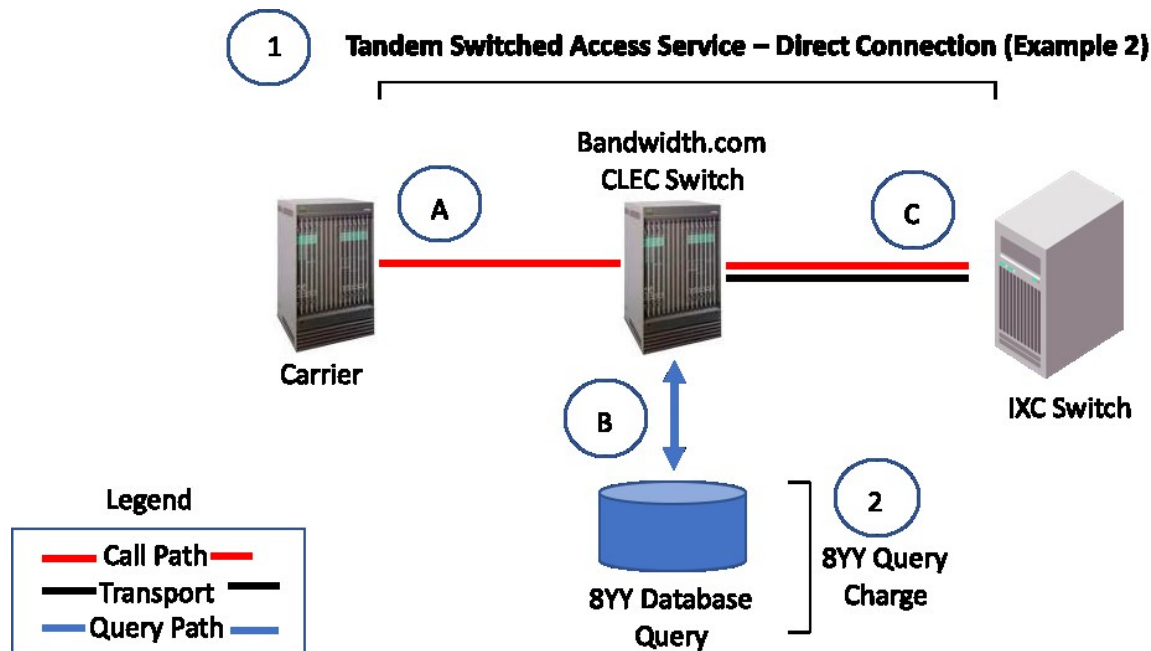 1 Tandem Switched Access Service – Direct Connection (Example 2)
Bandwidth.com
CLEC Switch
A
C
Carrier
IXC Switch
B
Legend
Call Path
Transport
Query Path
8YY Database
Query
2
8YY Query
Charge